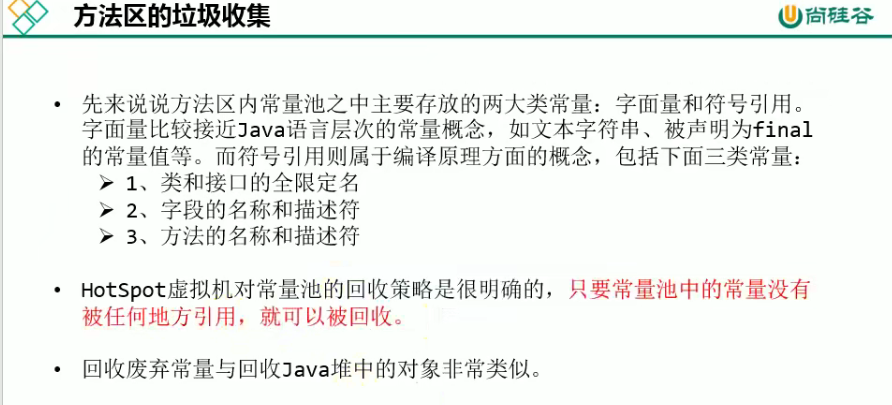 方法区的垃圾收集
尚硅谷
• 先来说说方法区内常量池之中主要存放的两大类常量：字面量和符号引用。
字面量比较接近Java语言层次的常量概念，如文本字符串、被声明为final
的常量值等。而符号引用则属于编译原理方面的概念，包括下面三类常量：
➢ 1、类和接口的全限定名
➢ 2、字段的名称和描述符
➢ 3、方法的名称和描述符
• HotSpot虚拟机对常量池的回收策略是很明确的，只要常量池中的常量没有
被任何地方引用，就可以被回收。
• 回收废弃常量与回收Java堆中的对象非常类似。